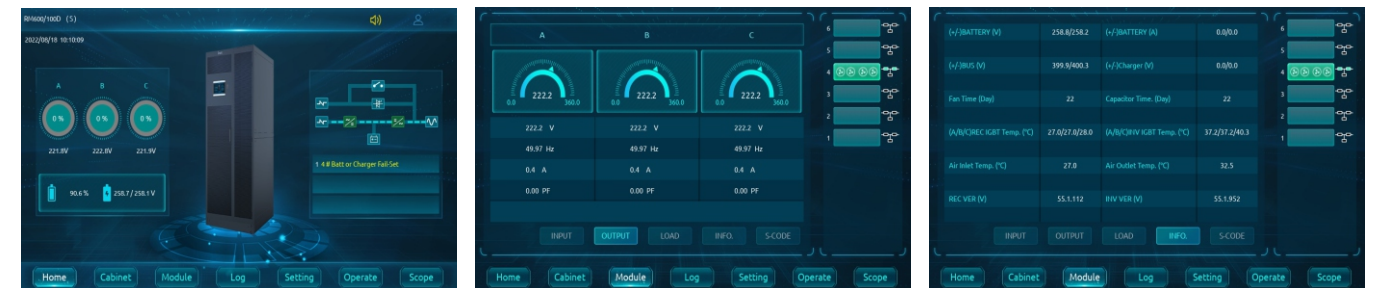 RM600/100D (S)
2022/08/18 10:10:09
A B C
0 % 0 % 0 %
221.8V 222.8V 221.9V
90.6 % 258.7 / 258.1 V
1 4# Batt or Charger Fail-Set
Home Cabinet Module Log Setting Operate Scope
A B C
222.2 222.2 222.2
0.0 360.0 0.0 360.0 0.0 360.0
222.2 V 222.2 V 222.2 V
49.97 Hz 49.97 Hz 49.97 Hz
0.4 A 0.4 A 0.4 A
0.00 PF 0.00 PF 0.00 PF
INPUT OUTPUT LOAD INFO. S-CODE
6
5
4
3
2
1
Home Cabinet Module Log Setting Operate Scope
(+/-)BATTERY (V) 258.8/258.2 (+/-)BATTERY (A) 0.0/0.0
(+/-)BUS (V) 399.9/400.3 (+/-)Charger (V) 0.0/0.0
Fan Time (Day) 22 Capacitor Time. (Day) 22
(A/B/C)REC IGBT Temp. (℃) 27.0/27.0/28.0 (A/B/C)INV IGBT Temp. (℃) 37.2/37.2/40.3
Air Inlet Temp. (℃) 27.0 Air Outlet Temp. (℃) 32.5
REC VER (V) 55.1.112 INV VER (V) 55.1.952
INPUT OUTPUT LOAD INFO. S-CODE
6
5
4
3
2
1
Home Cabinet Module Log Setting Operate Scope